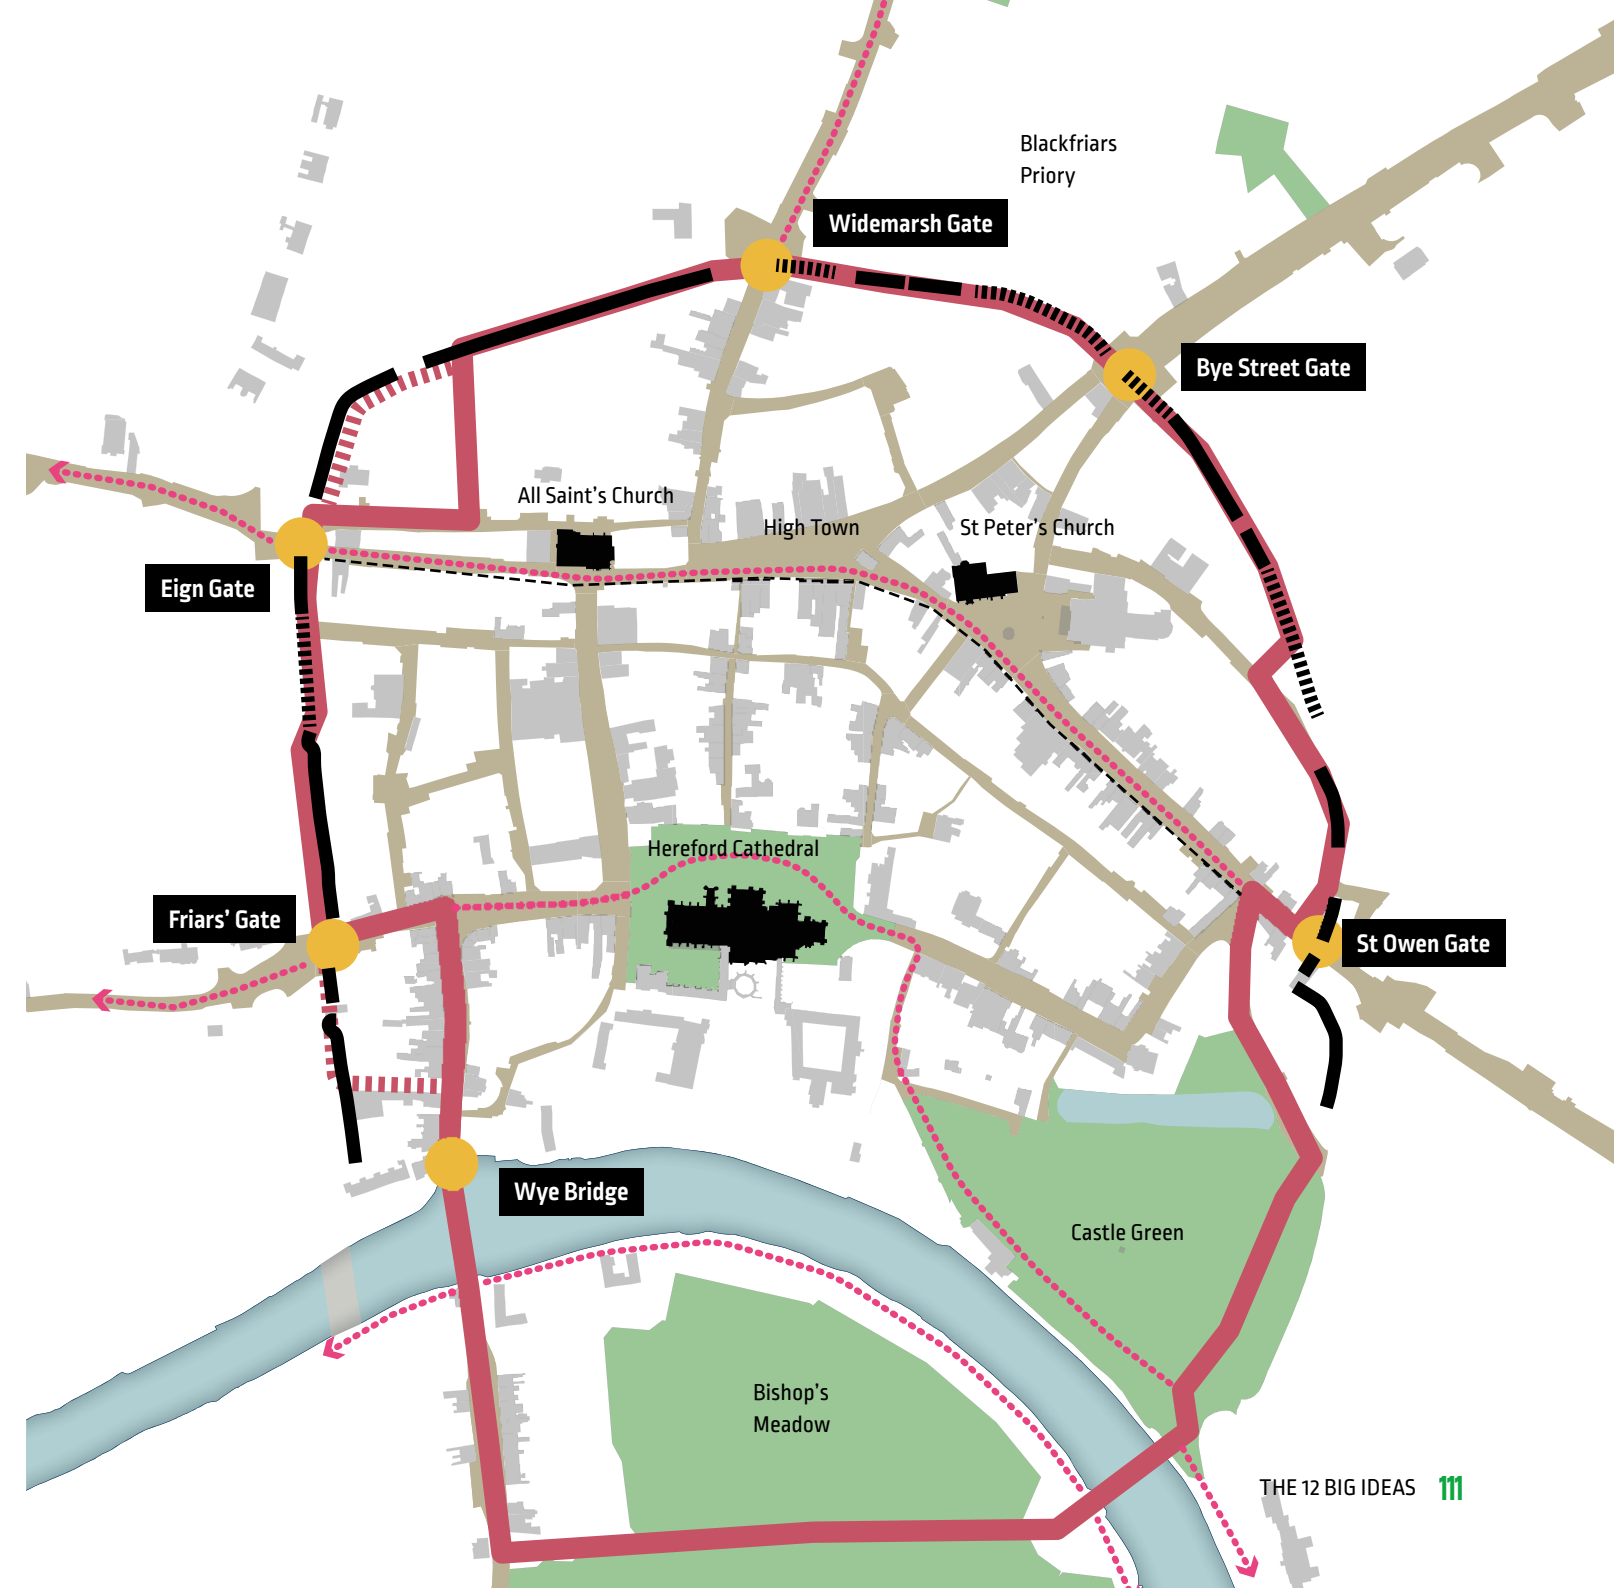 Blackfriars
Priory
Widemarsh Gate
Bye Street Gate
All Saint's Church
High Town
St Peter's Church
Eign Gate
Hereford Cathedral
Friars' Gate
St Owen Gate
Wye Bridge
Castle Green
Bishop's
Meadow
THE 12 BIG IDEAS 111